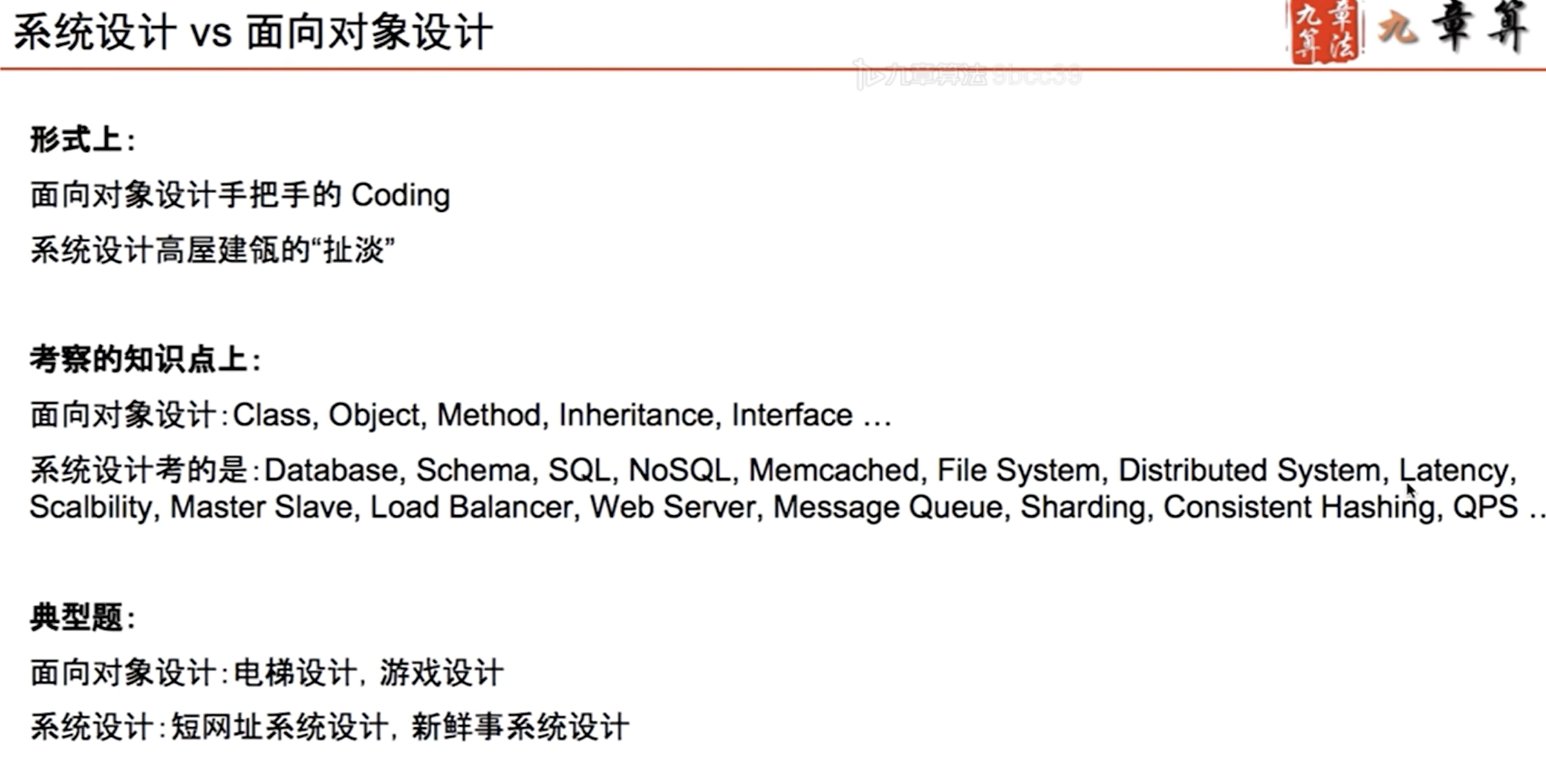 系统设计 vs 面向对象设计
九章算法
九章算
九章算法 9bcc39
形式上:
面向对象设计手把手的 Coding
系统设计高屋建瓴的“扯淡”
考察的知识点上:
面向对象设计:Class, Object, Method, Inheritance, Interface …
系统设计考的是:Database, Schema, SQL, NoSQL, Memcached, File System, Distributed System, Latency,
Scalbility, Master Slave, Load Balancer, Web Server, Message Queue, Sharding, Consistent Hashing, QPS ..
典型题:
面向对象设计:电梯设计, 游戏设计
系统设计:短网址系统设计, 新鲜事系统设计